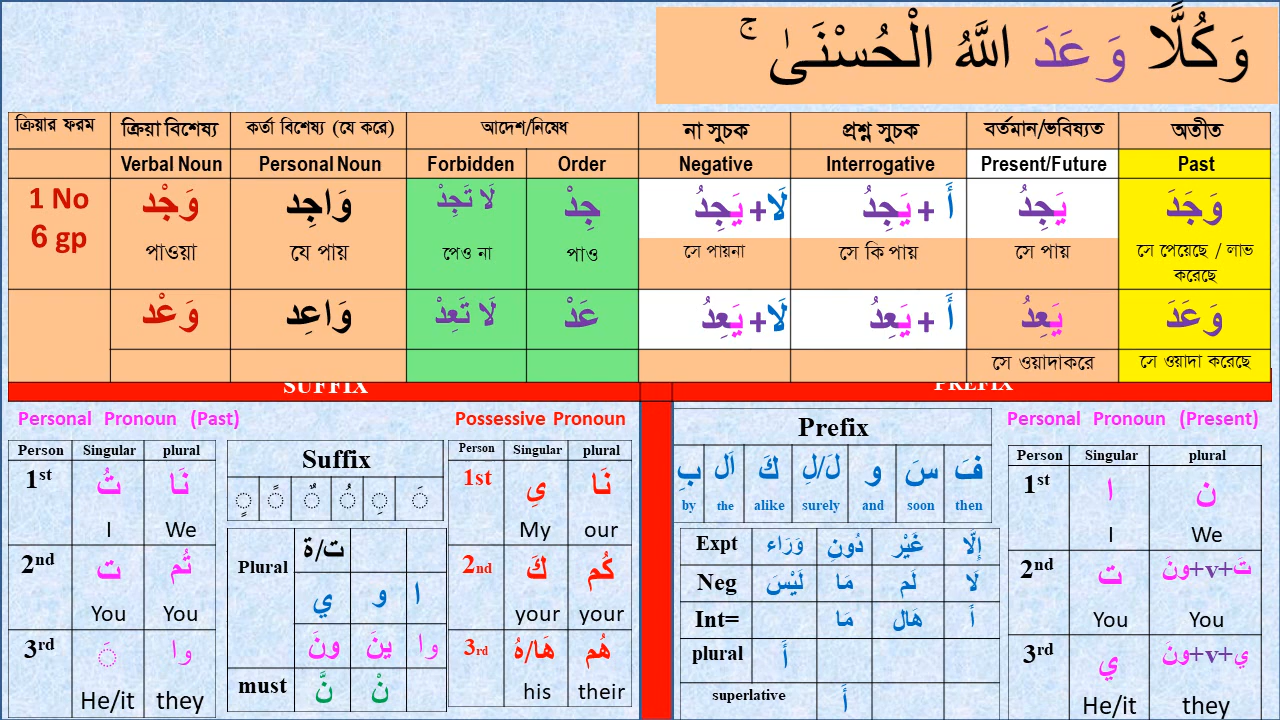 وَكُلًّا وَعَدَ اللَّهُ الْحُسْنَىٰ ۚ
ক্রিয়ার ফরম ক্রিয়া বিশেষ্য কর্তা বিশেষ্য (যে করে) আদেশ/নিষেধ না সুচক প্রশ্ন সুচক বর্তমান/ভবিষ্যত অতীত
Verbal Noun Personal Noun Forbidden Order Negative Interrogative Present/Future Past
1 No وَجْد وَاجِد لَا تَجِدْ جِدْ لَا+ يَجِدُ أَ + يَجِدُ يَجِدُ وَجَدَ
6 gp পাওয়া যে পায় পেও না পাও সে পায়না সে কি পায় সে পায় সে পেয়েছে / লাভ
করেছে
وَعْد وَاعِد لَا تَعِدْ عَدْ لَا+ يَعِدُ أَ + يَعِدُ يَعِدُ وَعَدَ
সে ওয়াদাকরে সে ওয়াদা করেছে
SUFFIX PREFIX
Personal Pronoun (Past)
Person Singular plural
1st تُ نَا
I We
2nd ت تُم
You You
3rd َ وا
He/it they
Suffix
ٍ ِ ٌ ُ ِ َ
Plural ت/ة
ي و ا
ونَ ينَ وا
must نَّ نْ
Possessive Pronoun
Person Singular plural
1st ىِ نَا
My our
2nd كَ كُم
your your
3rd هَا/هُ هُم
his their
Prefix
بِ اَل كَ لَ/لِ و سَ فَ
by the alike surely and soon then
Expt وَرَاء دُونِ غَيْر إِلَّا
Neg لَيْسَ مَا لَم لَا
Int= مَا هَال أَ
plural أَ
superlative أَ
Personal Pronoun (Present)
Person Singular plural
1st ا ن
I We
2nd ت ت+v+ونَ
You You
3rd ي ي+v+ونَ
He/it they